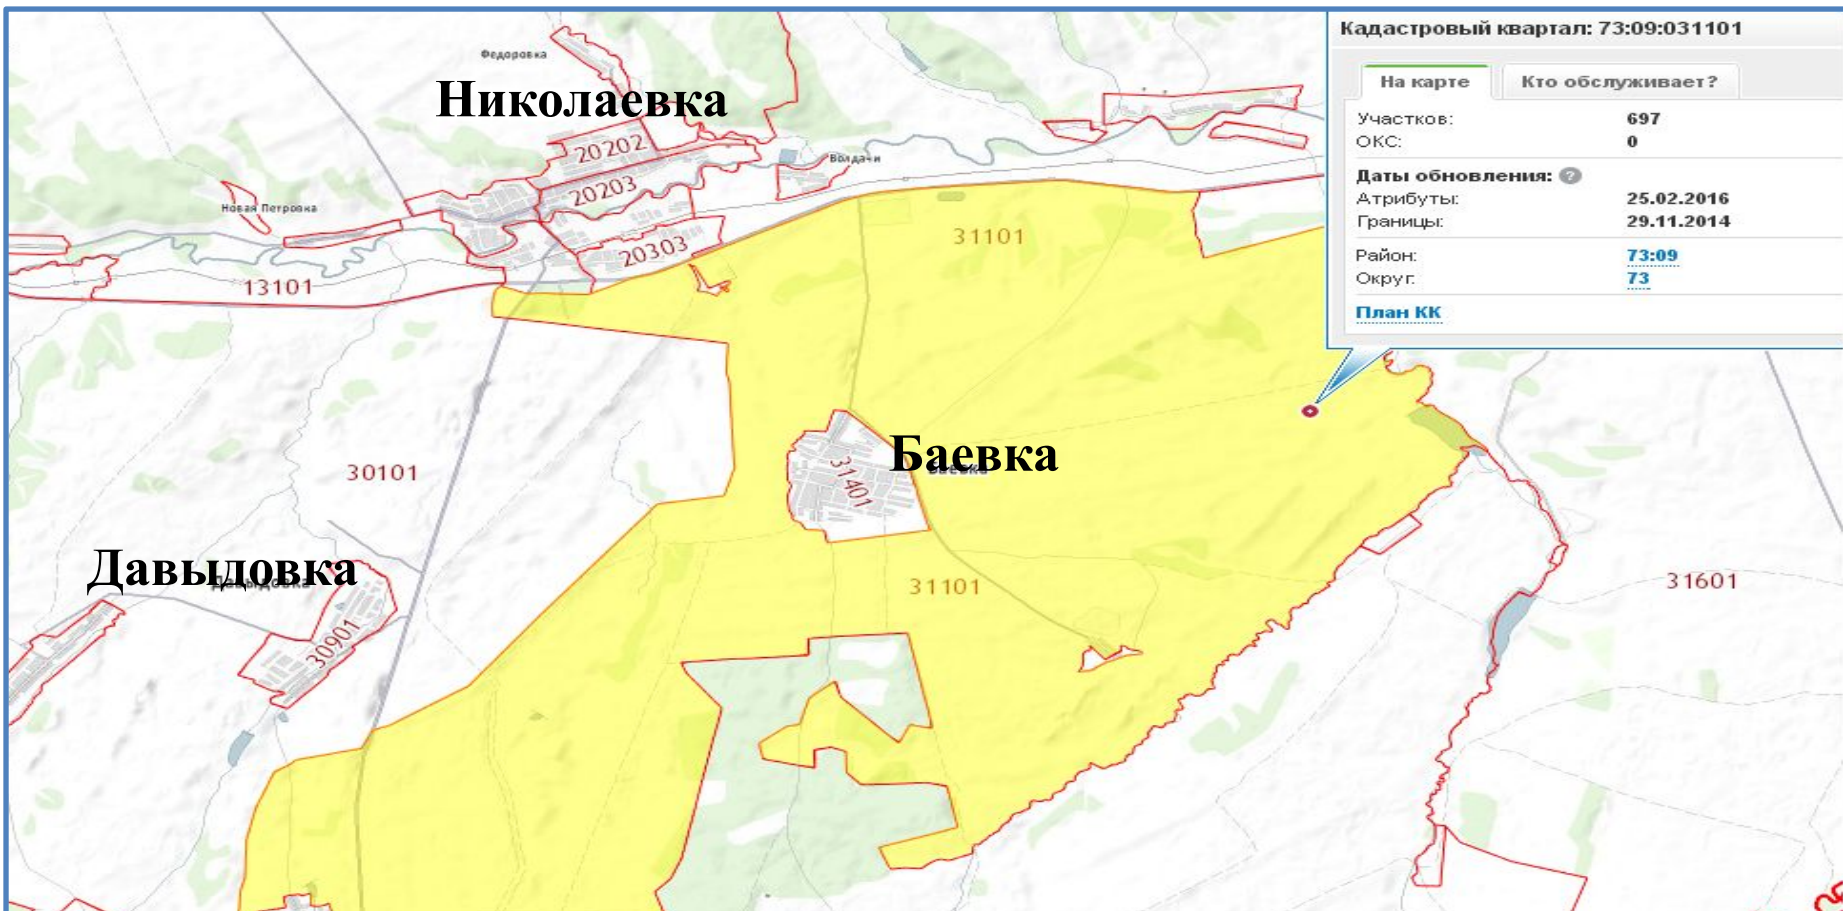 Кадастровый квартал: 73:09:031101
На карте
Кто обслуживает?
Участков: 697
ОКС: 0
Даты обновления: ?
Атрибуты: 25.02.2016
Границы: 29.11.2014
Район: 73:09
Округ: 73
План КК
Федоровка
Николаевка
20202
Волдачи
20203
Новая Петровка
31101
20303
13101
Баевка
Баевка
30101
31401
Давыдовка
Давыдовка
31101
31601
30901